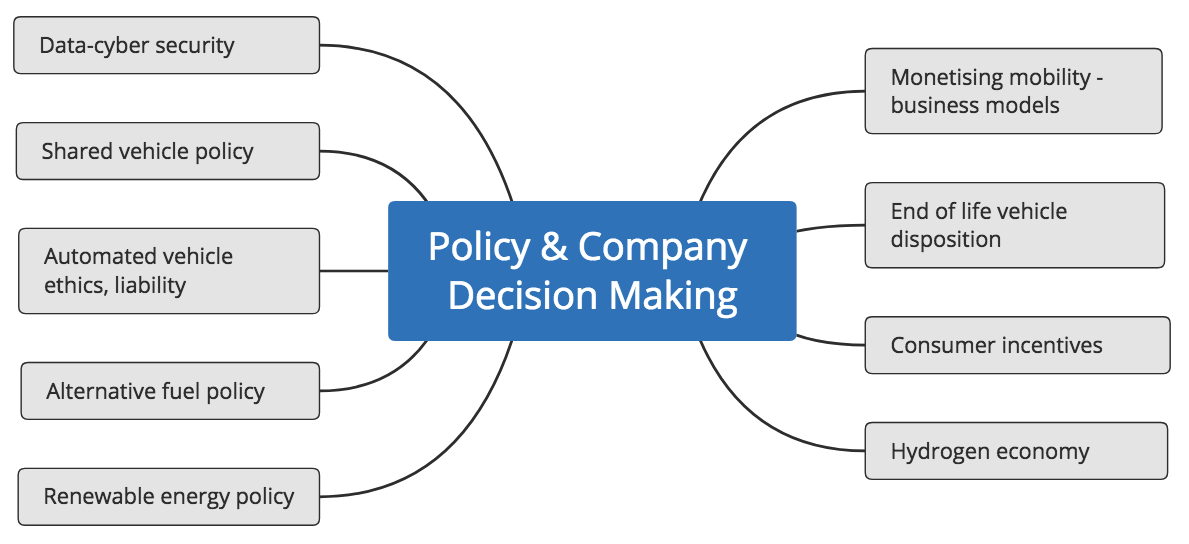 Data-cyber security
Shared vehicle policy
Automated vehicle
ethics, liability
Alternative fuel policy
Renewable energy policy
Policy & Company
Decision Making
Monetising mobility -
business models
End of life vehicle
disposition
Consumer incentives
Hydrogen economy